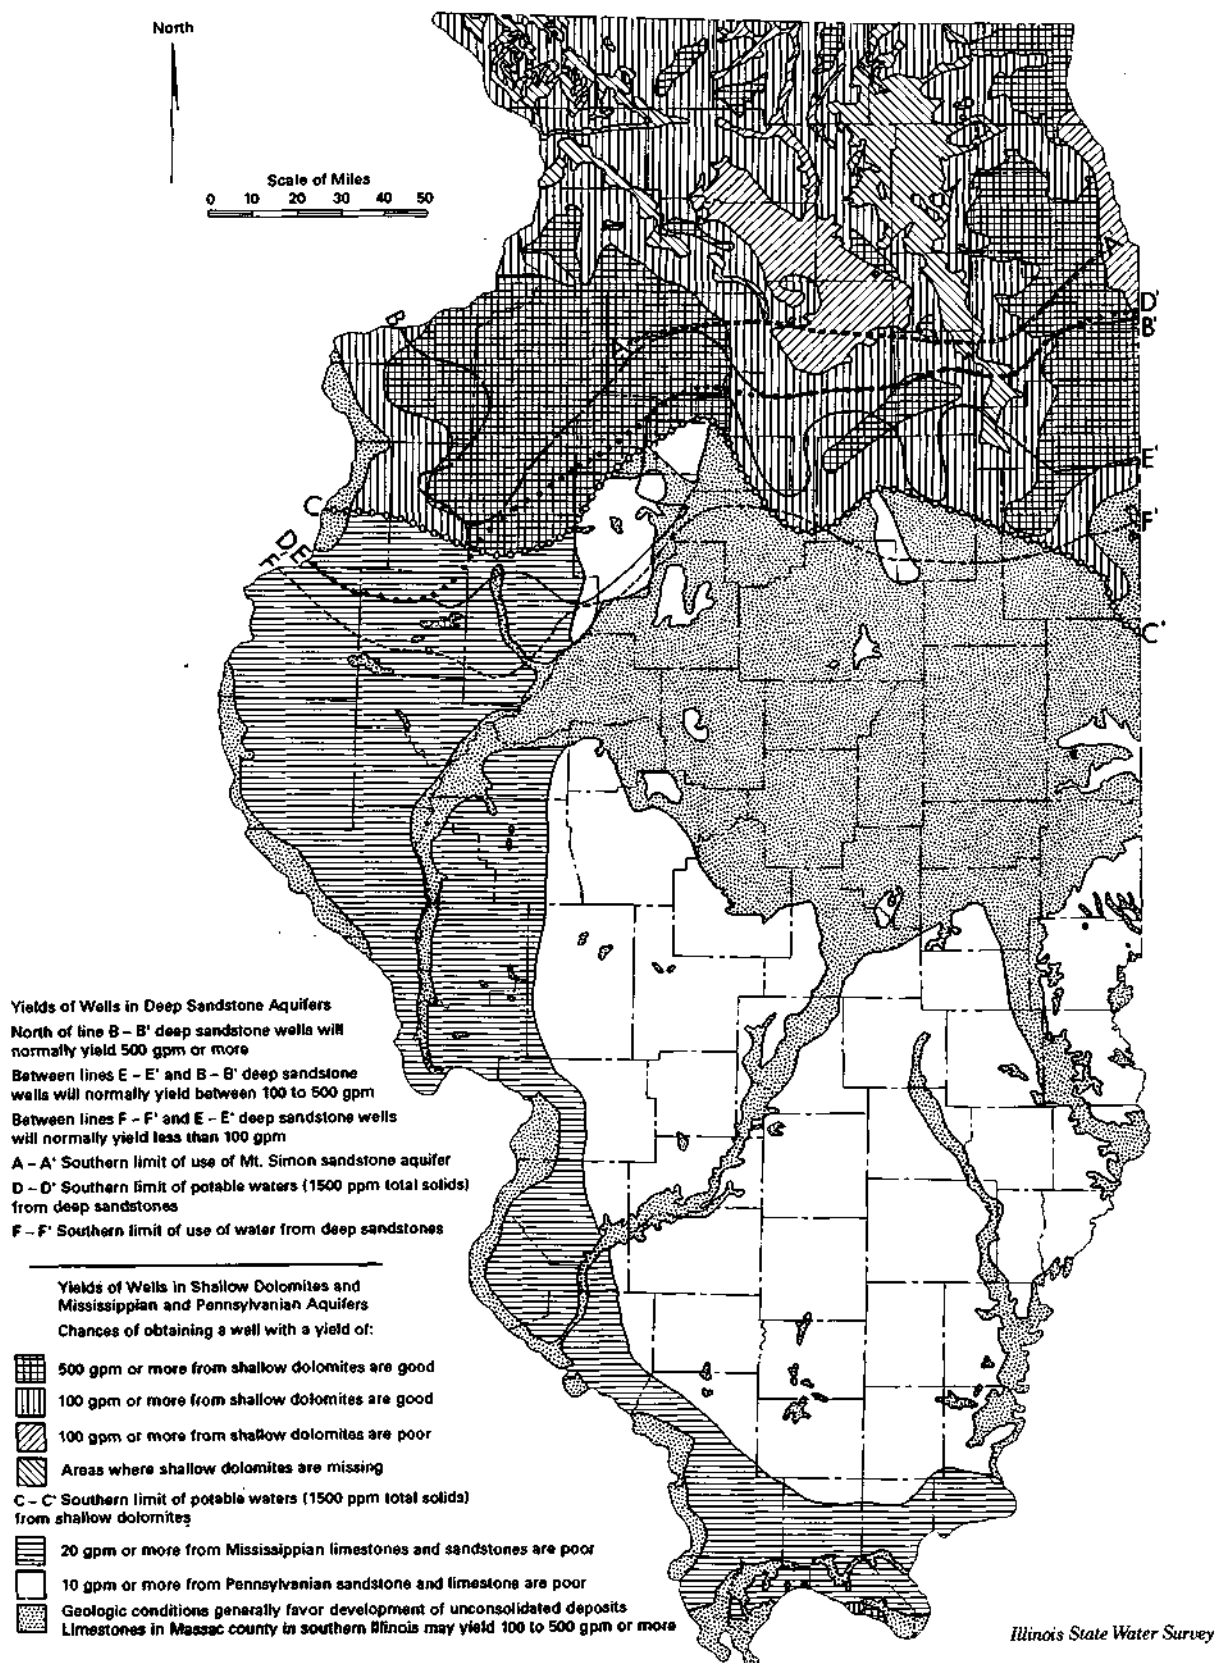 North
Scale of Miles
0 10 20 30 40 50
A'
D'
B'
B
A
E'
C
F'
D
E
F
C'
Yields of Wells in Deep Sandstone Aquifers
North of line B – B' deep sandstone wells will
normally yield 500 gpm or more
Between lines E – E' and B – B' deep sandstone
wells will normally yield between 100 to 500 gpm
Between lines F – F' and E – E' deep sandstone wells
will normally yield less than 100 gpm
A – A' Southern limit of use of Mt. Simon sandstone aquifer
D – D' Southern limit of potable waters (1500 ppm total solids)
from deep sandstones
F – F' Southern limit of use of water from deep sandstones
Yields of Wells in Shallow Dolomites and
Mississippian and Pennsylvanian Aquifers
Chances of obtaining a well with a yield of:
500 gpm or more from shallow dolomites are good
100 gpm or more from shallow dolomites are good
100 gpm or more from shallow dolomites are poor
Areas where shallow dolomites are missing
C – C' Southern limit of potable waters (1500 ppm total solids)
from shallow dolomites
20 gpm or more from Mississippian limestones and sandstones are poor
10 gpm or more from Pennsylvanian sandstone and limestone are poor
Geologic conditions generally favor development of unconsolidated deposits
Limestones in Massac county in southern Illinois may yield 100 to 500 gpm or more
Illinois State Water Survey